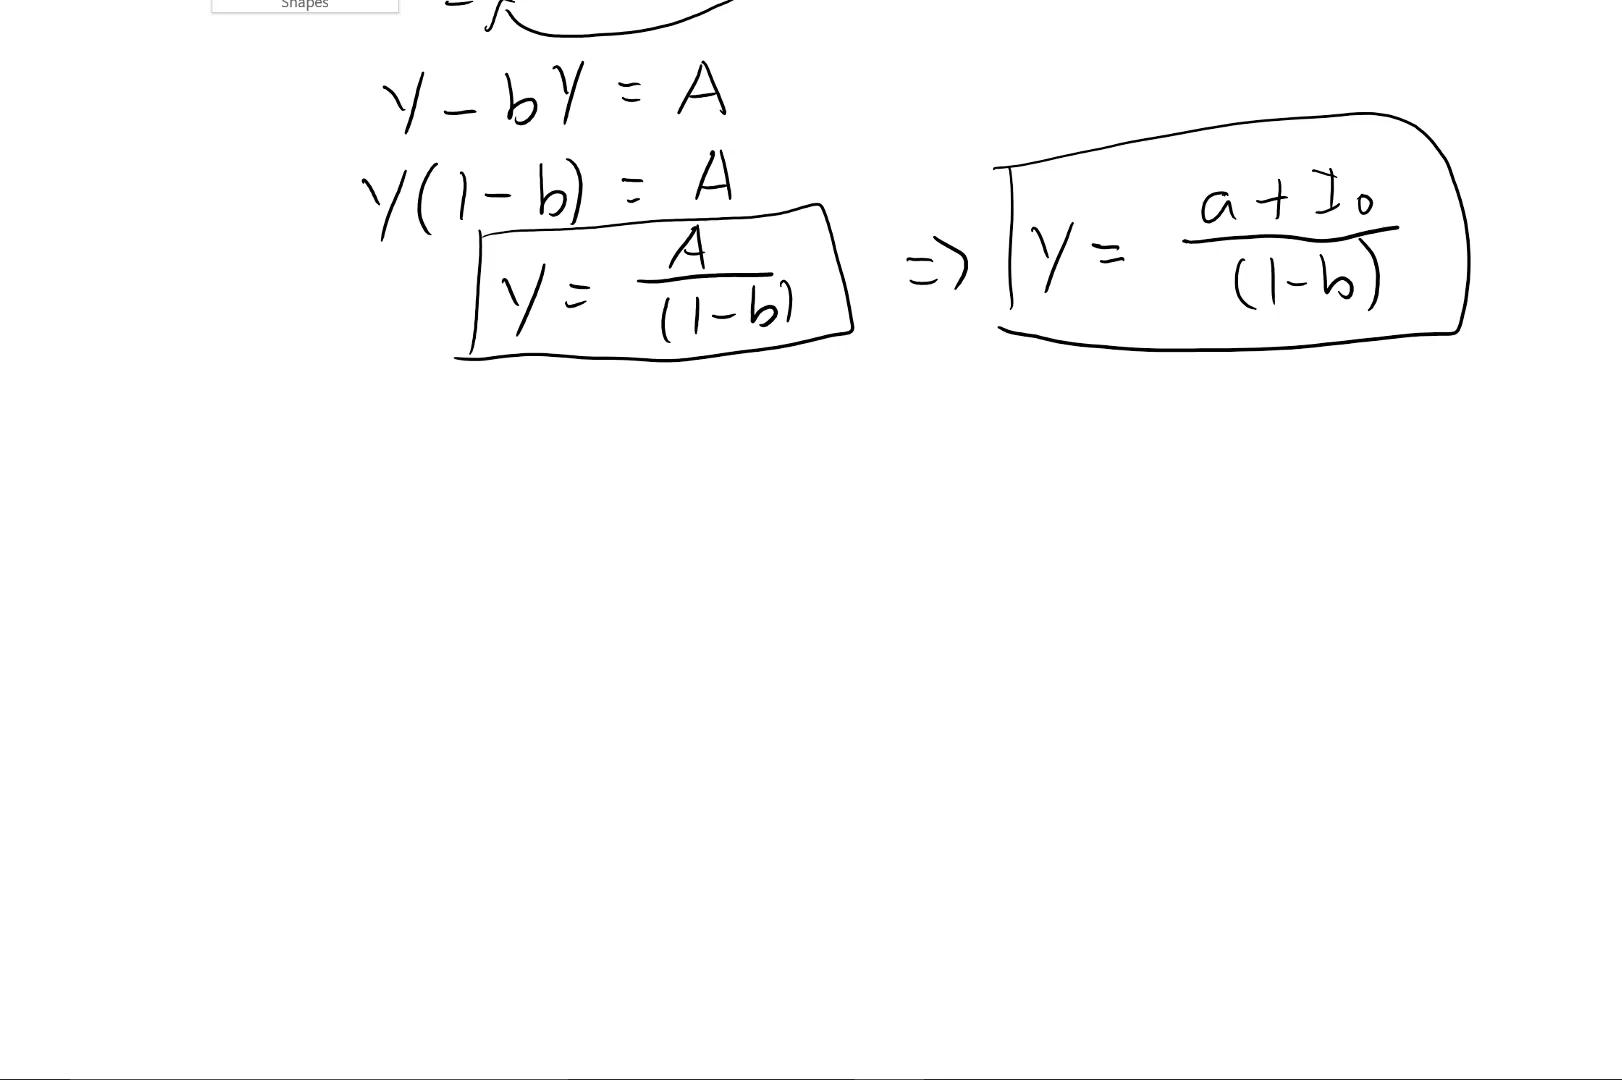 Shapes
Y - bY = A
Y(1 - b) = A
Y = A / (1 - b) => Y = a + I₀ / (1 - b)